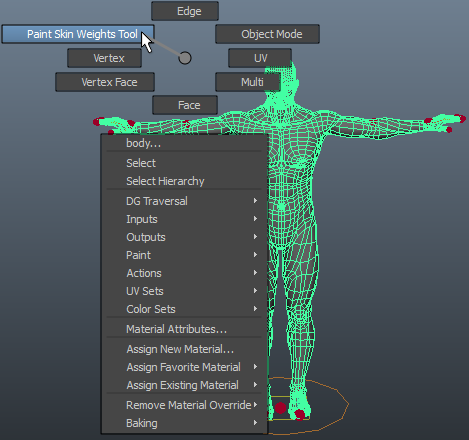 Edge
Paint Skin Weights Tool
Object Mode
Vertex
UV
Vertex Face
Multi
Face
body...
Select
Select Hierarchy
DG Traversal
Inputs
Outputs
Paint
Actions
UV Sets
Color Sets
Material Attributes...
Assign New Material...
Assign Favorite Material
Assign Existing Material
Remove Material Override
Baking